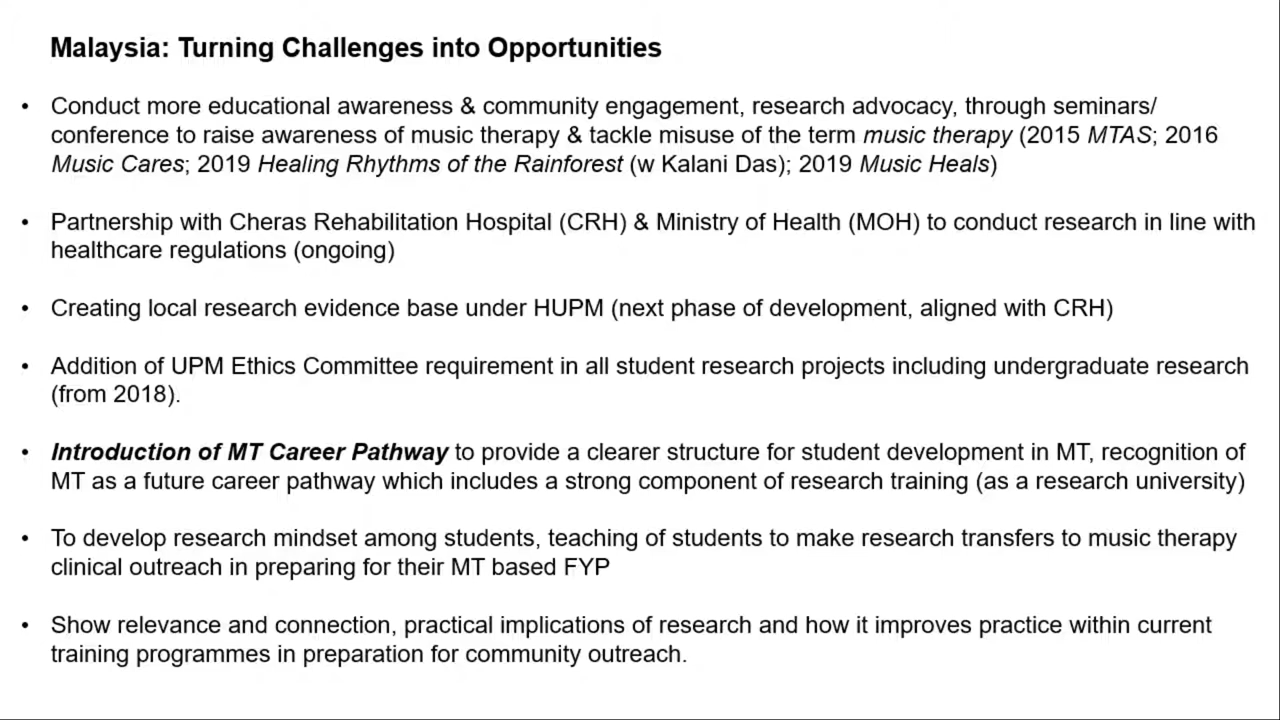 Malaysia: Turning Challenges into Opportunities
• Conduct more educational awareness & community engagement, research advocacy, through seminars/
conference to raise awareness of music therapy & tackle misuse of the term music therapy (2015 MTAS; 2016
Music Cares; 2019 Healing Rhythms of the Rainforest (w Kalani Das); 2019 Music Heals)
• Partnership with Cheras Rehabilitation Hospital (CRH) & Ministry of Health (MOH) to conduct research in line with
healthcare regulations (ongoing)
• Creating local research evidence base under HUPM (next phase of development, aligned with CRH)
• Addition of UPM Ethics Committee requirement in all student research projects including undergraduate research
(from 2018).
• Introduction of MT Career Pathway to provide a clearer structure for student development in MT, recognition of
MT as a future career pathway which includes a strong component of research training (as a research university)
• To develop research mindset among students, teaching of students to make research transfers to music therapy
clinical outreach in preparing for their MT based FYP
• Show relevance and connection, practical implications of research and how it improves practice within current
training programmes in preparation for community outreach.